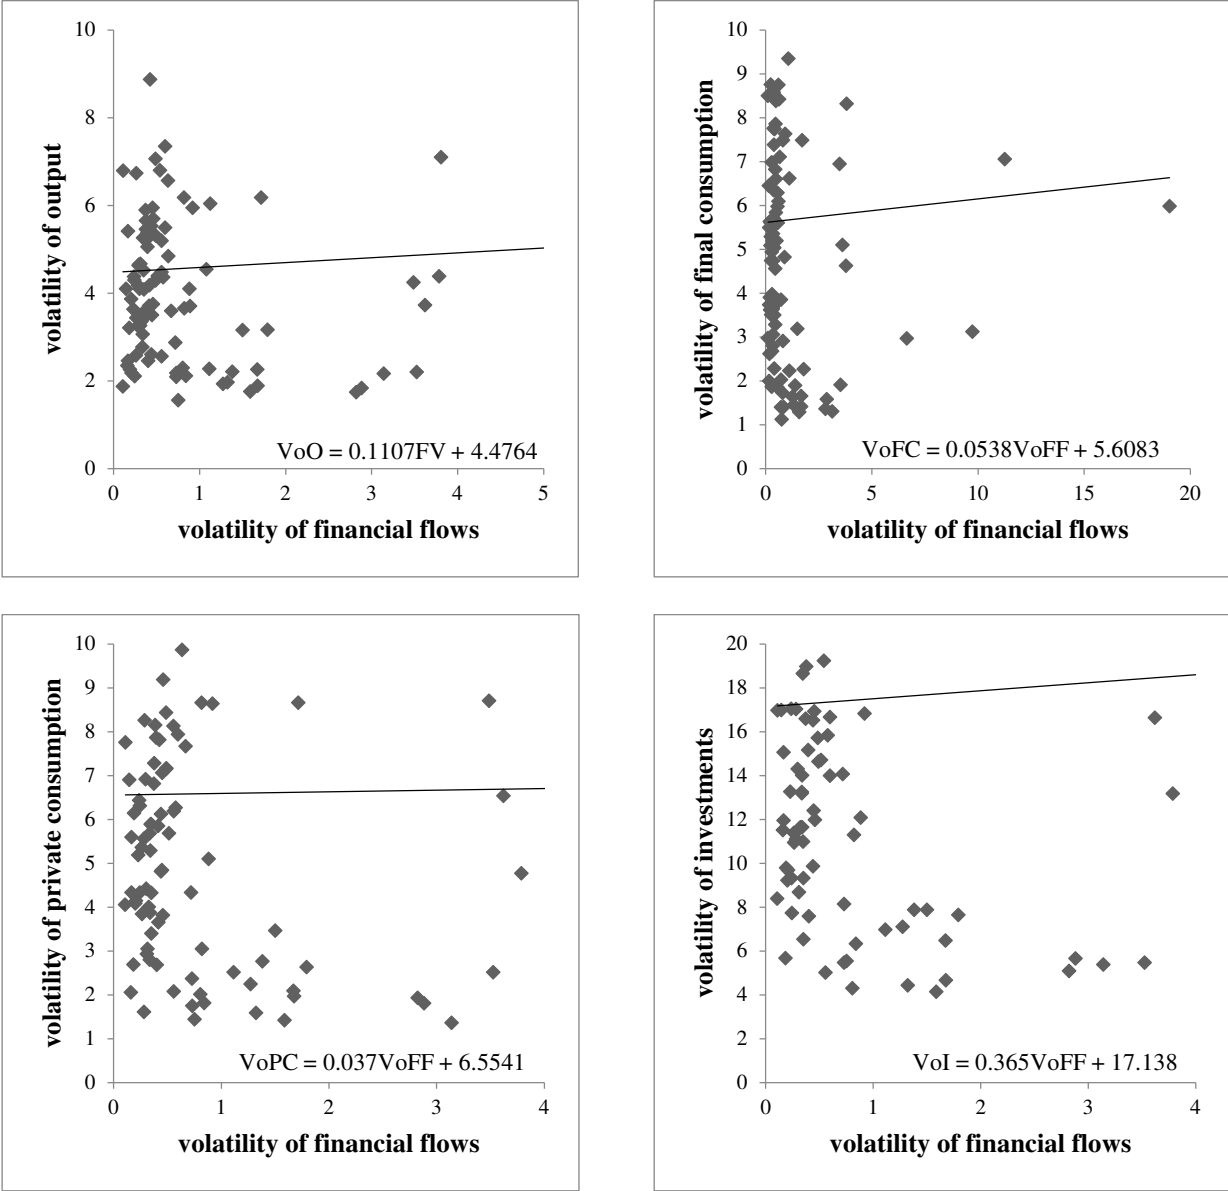 10
8
6
4
2
0
volatility of output
VoO = 0.1107FV + 4.4764
0 1 2 3 4 5
volatility of financial flows
10
9
8
7
6
5
4
3
2
1
0
volatility of final consumption
VoFC = 0.0538VoFF + 5.6083
0 5 10 15 20
volatility of financial flows
10
9
8
7
6
5
4
3
2
1
0
volatility of private consumption
VoPC = 0.037VoFF + 6.5541
0 1 2 3 4
volatility of financial flows
20
18
16
14
12
10
8
6
4
2
0
volatility of investments
VoI = 0.365VoFF + 17.138
0 1 2 3 4
volatility of financial flows